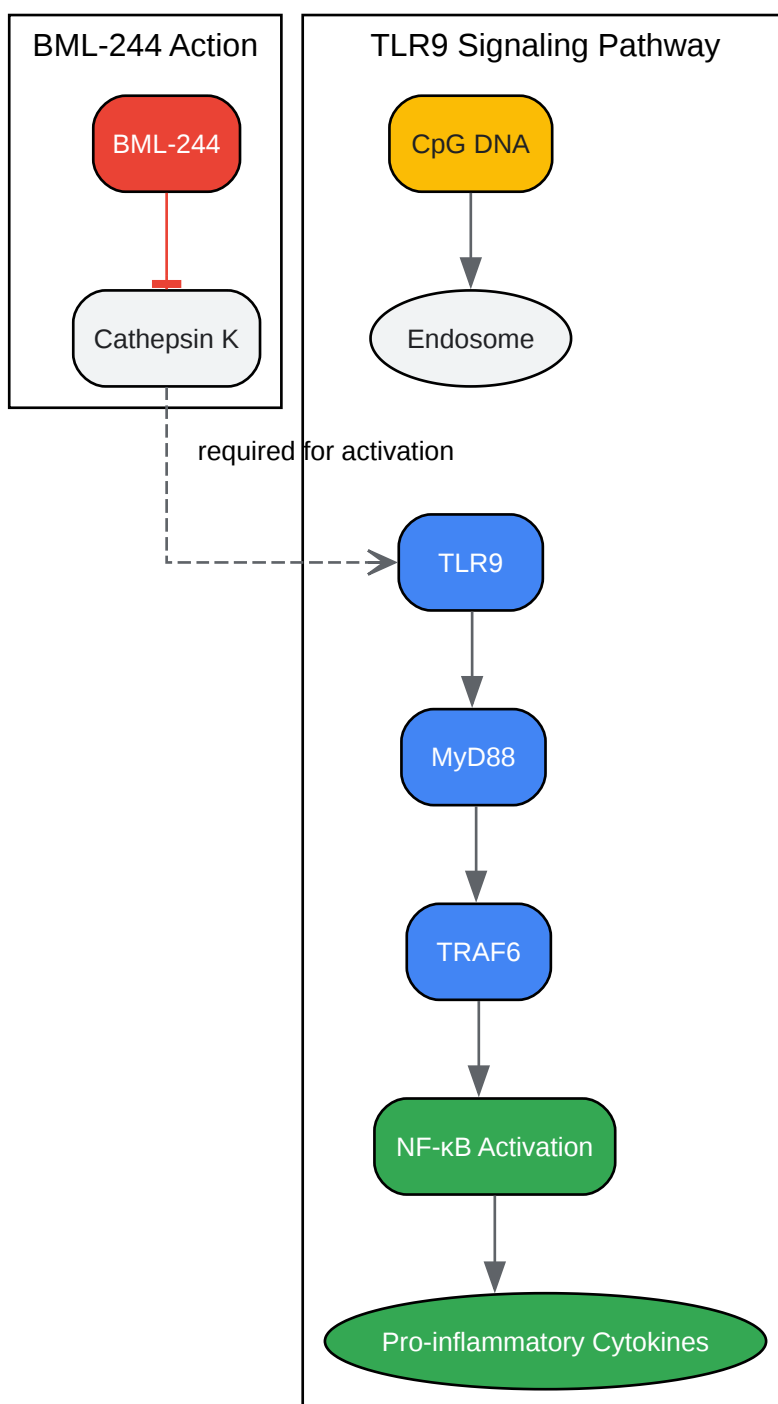 BML-244 Action
BML-244
Cathepsin K
required for activation
TLR9 Signaling Pathway
CpG DNA
Endosome
TLR9
MyD88
TRAF6
NF-κB Activation
Pro-inflammatory Cytokines